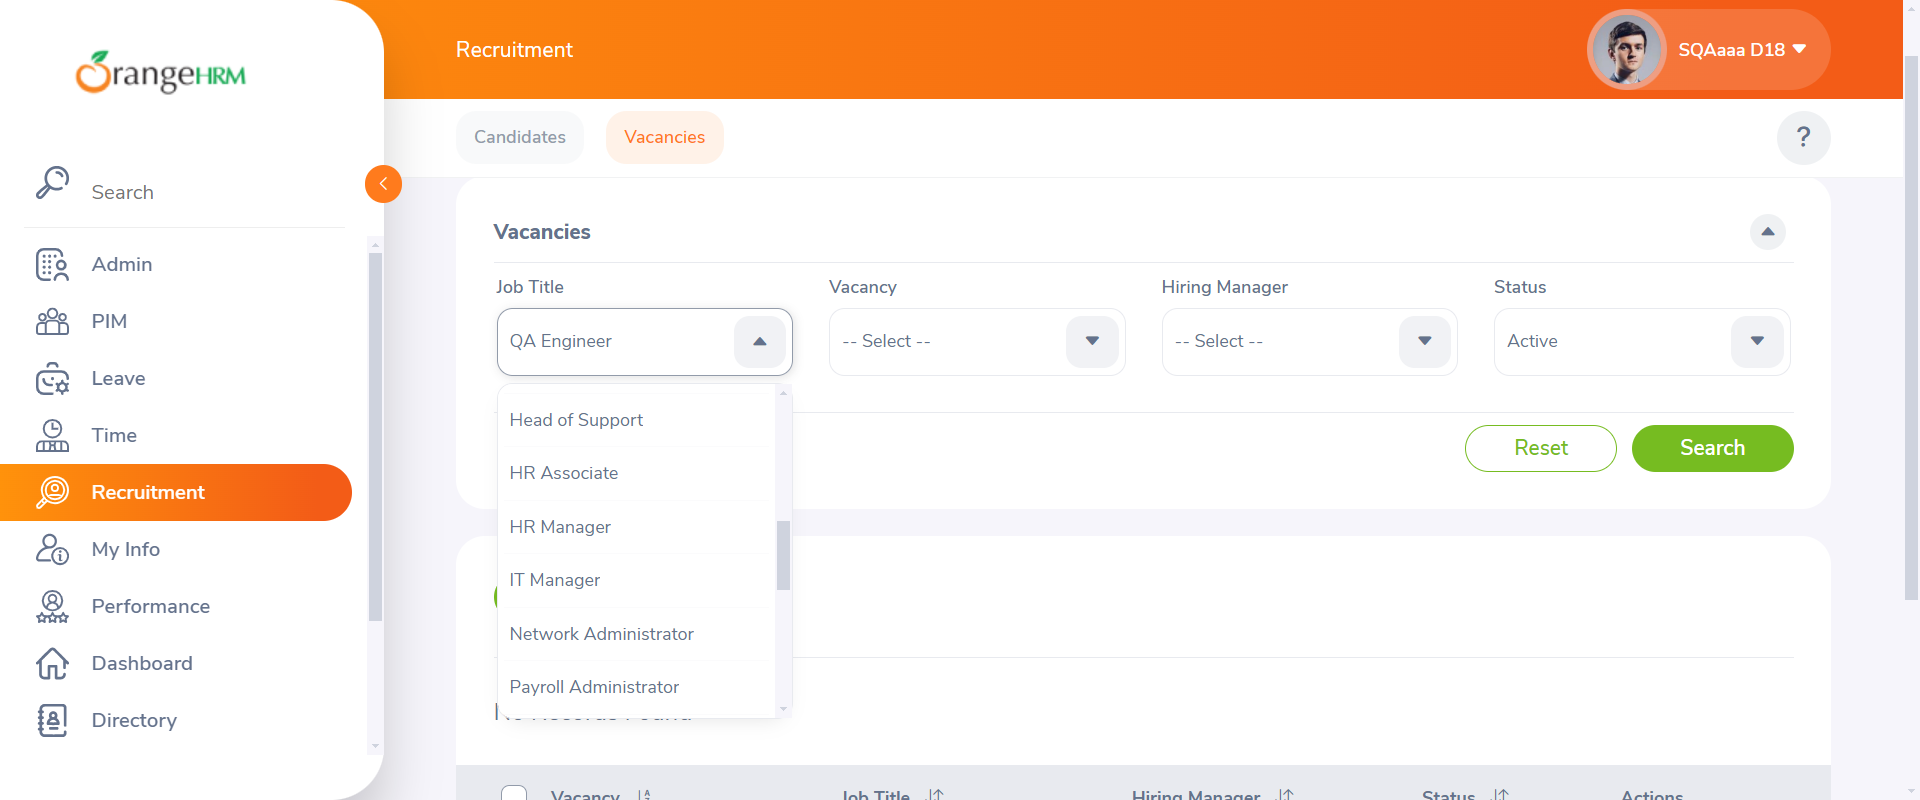 OrangeHRM
Recruitment
SQAaaa D18
Candidates
Vacancies
?
Search
Admin
PIM
Leave
Time
Recruitment
My Info
Performance
Dashboard
Directory
Vacancies
Job Title
Vacancy
Hiring Manager
Status
QA Engineer
-- Select --
-- Select --
Active
Head of Support
HR Associate
HR Manager
IT Manager
Network Administrator
Payroll Administrator
Reset
Search
Vacancy
Job Title
Hiring Manager
Status
Actions